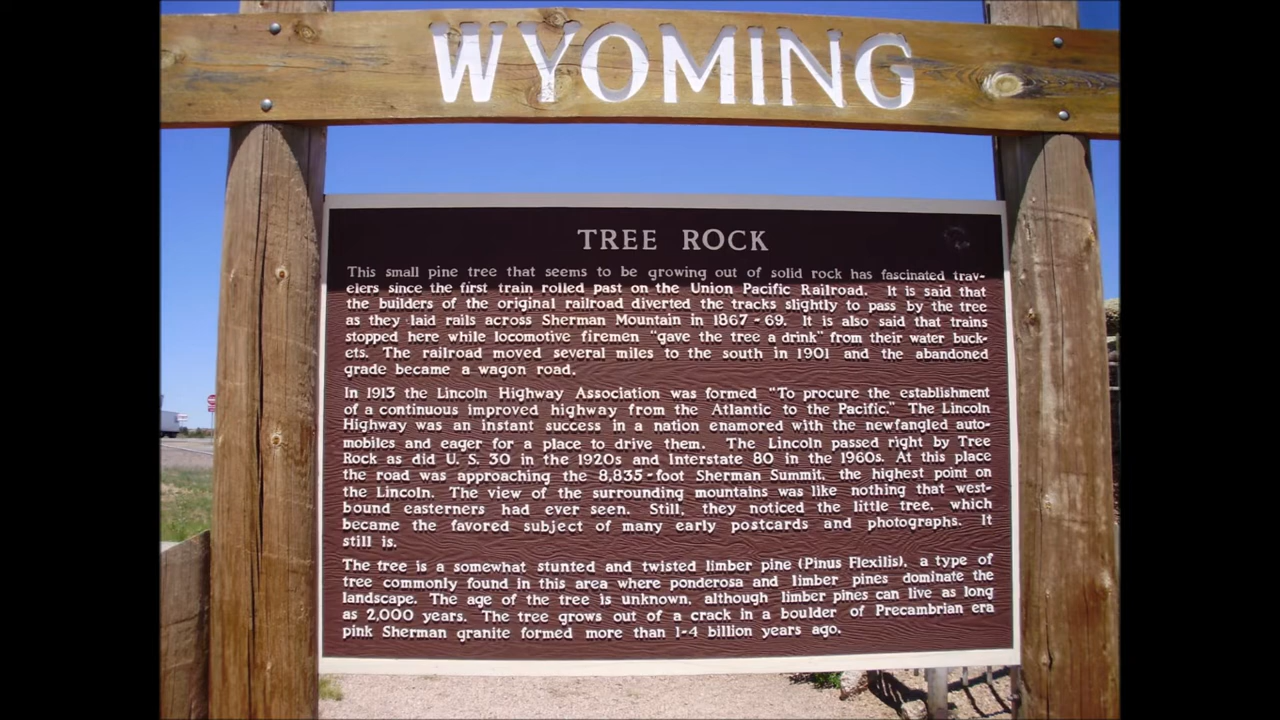 WYOMING
TREE ROCK
This small pine tree that seems to be growing out of solid rock has fascinated trav-
elers since the first train rolled past on the Union Pacific Railroad. It is said that
the builders of the original railroad diverted the tracks slightly to pass by the tree
as they laid rails across Sherman Mountain in 1867-69. It is also said that trains
stopped here while locomotive firemen "gave the tree a drink" from their water buck-
ets. The railroad moved several miles to the south in 1901 and the abandoned
grade became a wagon road.
In 1913 the Lincoln Highway Association was formed "To procure the establishment
of a continuous improved highway from the Atlantic to the Pacific." The Lincoln
Highway was an instant success in a nation enamored with the newfangled auto-
mobiles and eager for a place to drive them. The Lincoln passed right by Tree
Rock as did U. S. 30 in the 1920s and Interstate 80 in the 1960s. At this place
the road was approaching the 8,835-foot Sherman Summit, the highest point on
the Lincoln. The view of the surrounding mountains was like nothing that west-
bound easterners had ever seen. Still, they noticed the little tree, which
became the favored subject of many early postcards and photographs. It
still is.
The tree is a somewhat stunted and twisted limber pine (Pinus Flexilis), a type of
tree commonly found in this area where ponderosa and limber pines dominate the
landscape. The age of the tree is unknown, although limber pines can live as long
as 2,000 years. The tree grows out of a crack in a boulder of Precambrian era
pink Sherman granite formed more than 1-4 billion years ago.